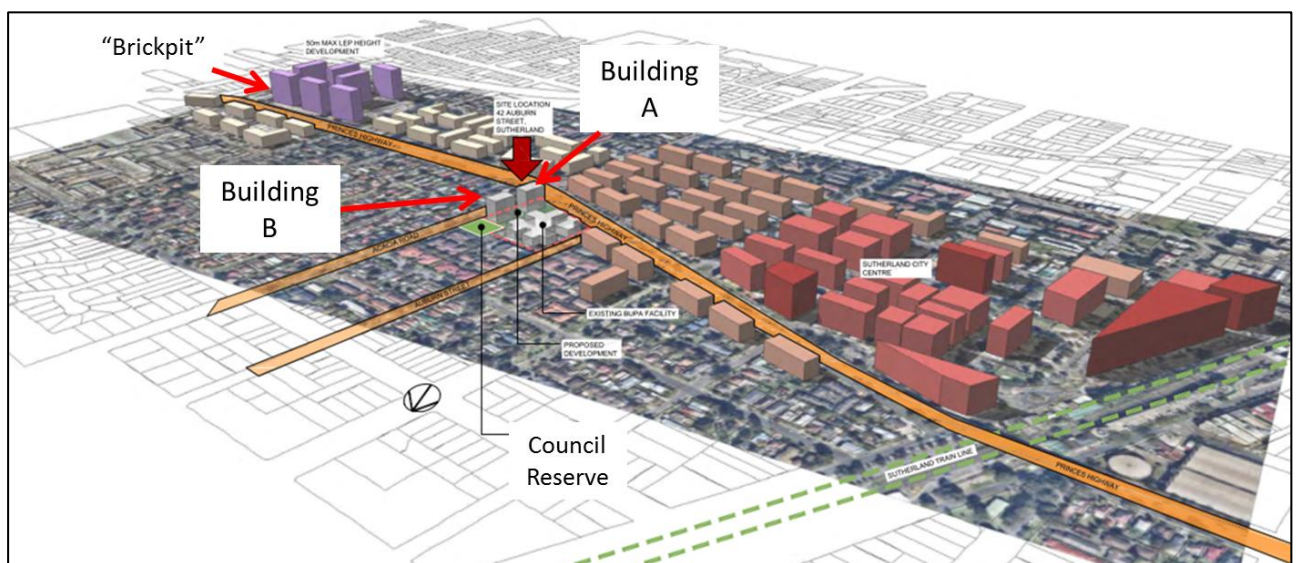 “Brickpit”
50m MAX LEP HEIGHT
DEVELOPMENT
Building
A
SITE LOCATION
42 AUBURN
STREET,
SUTHERLAND
PRINCES HIGHWAY
Building
B
PRINCES HIGHWAY
ACACIA ROAD
SUTHERLAND CITY
CENTRE
AUBURN STREET
EXISTING BUPA FACILITY
PROPOSED
DEVELOPMENT
Council
Reserve
SUTHERLAND TRAIN LINE
PRINCES HIGHWAY